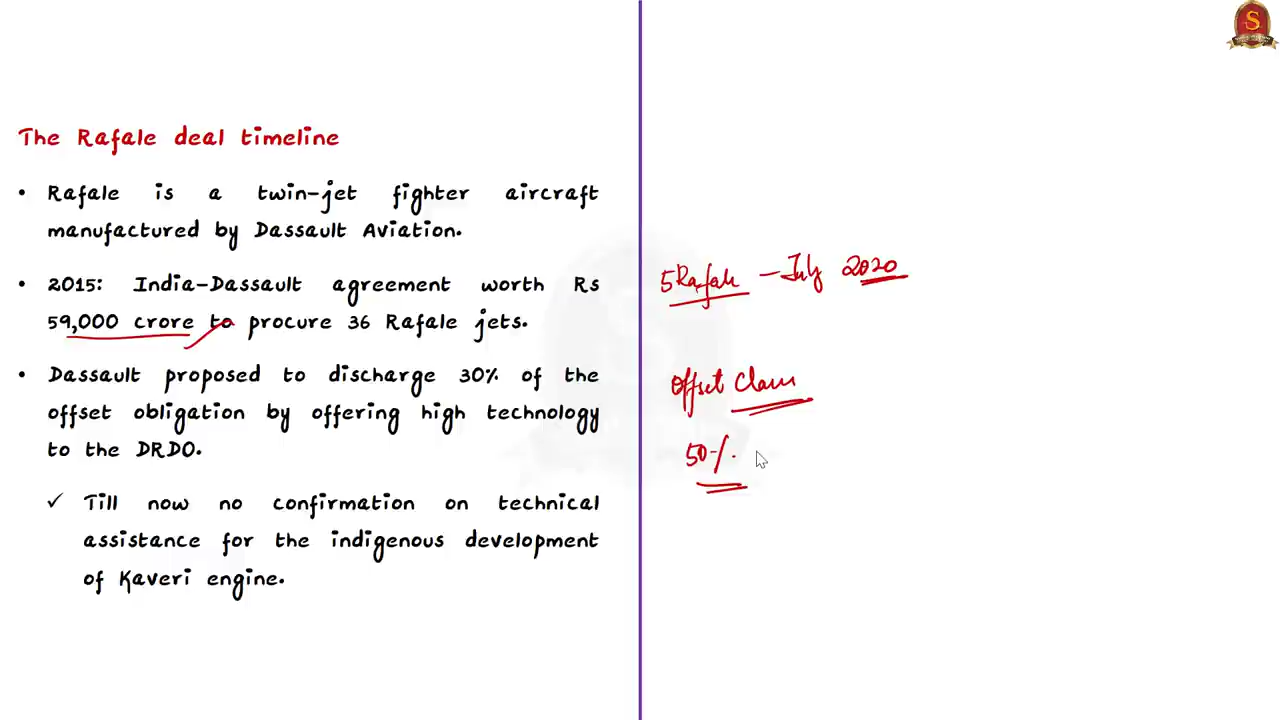 The Rafale deal timeline
• Rafale is a twin-jet fighter aircraft
manufactured by Dassault Aviation.
• 2015: India-Dassault agreement worth Rs
59,000 crore to procure 36 Rafale jets.
• Dassault proposed to discharge 30% of the
offset obligation by offering high technology
to the DRDO.
✓ Till now no confirmation on technical
assistance for the indigenous development
of Kaveri engine.
5 Rafale - July 2020
Offset
50%.
S